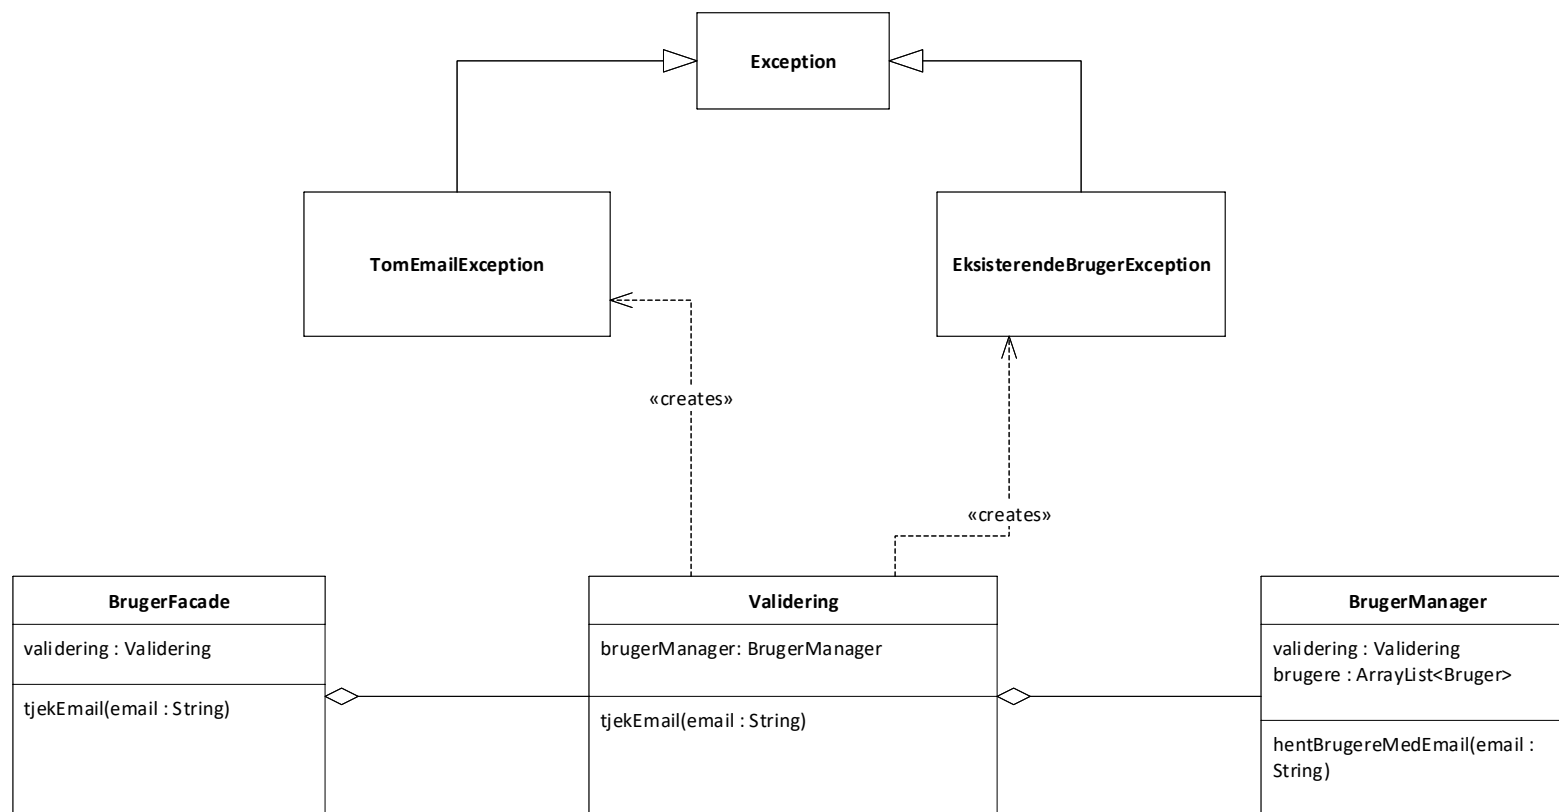 Exception
TomEmailException
EksisterendeBrugerException
«creates»
«creates»
BrugerFacade
validering : Validering
tjekEmail(email : String)
Validering
brugerManager: BrugerManager
tjekEmail(email : String)
BrugerManager
validering : Validering
brugere : ArrayList<Bruger>
hentBrugereMedEmail(email :
String)